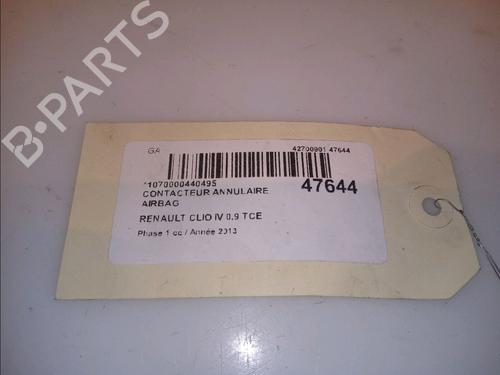 B-PARTS
GA
42700901 47644
*1070000440495
CONTACTEUR ANNULAIRE
AIRBAG
47644
RENAULT CLIO IV 0.9 TCE
Phase 1 cc / Année 2013